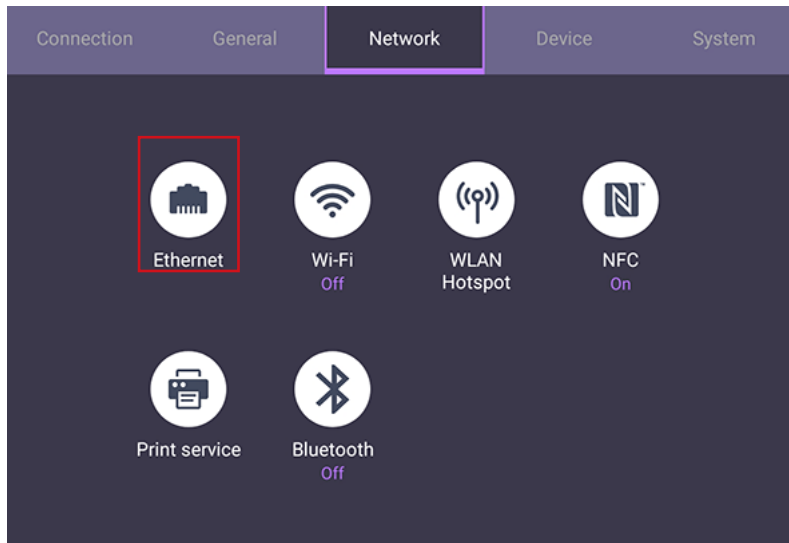 Connection General Network Device System
Ethernet Wi-Fi WLAN NFC
Off Hotspot On
Print service Bluetooth
Off